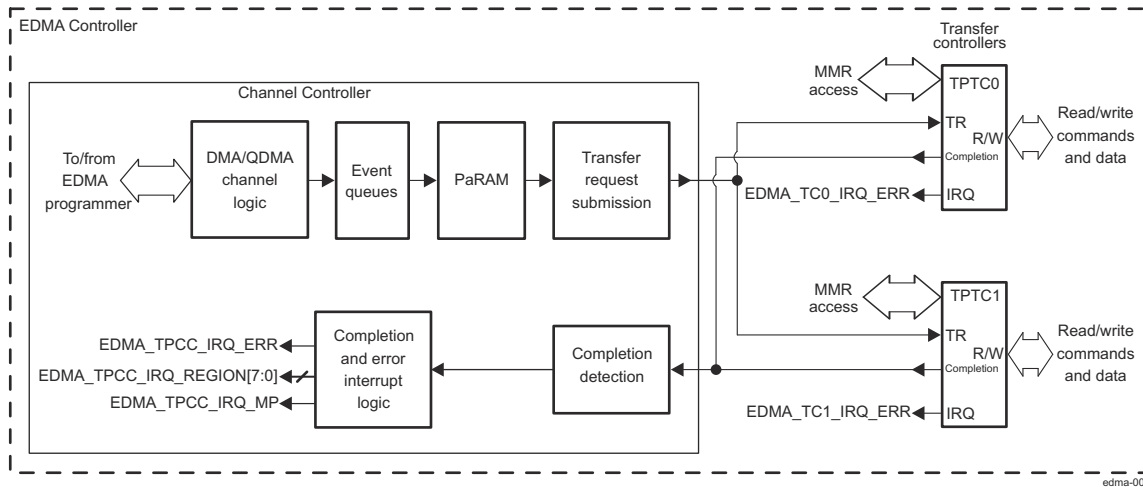 EDMA Controller
Transfer
controllers
Channel Controller
MMR
access
TPTC0
To/from
EDMA
programmer
DMA/QDMA
channel
logic
Event
queues
PaRAM
Transfer
request
submission
TR
R/W
Completion
IRQ
Read/write
commands
and data
EDMA_TC0_IRQ_ERR
MMR
access
TPTC1
TR
R/W
Completion
IRQ
Read/write
commands
and data
EDMA_TC1_IRQ_ERR
EDMA_TPCC_IRQ_ERR
EDMA_TPCC_IRQ_REGION[7:0]
EDMA_TPCC_IRQ_MP
Completion
and error
interrupt
logic
Completion
detection